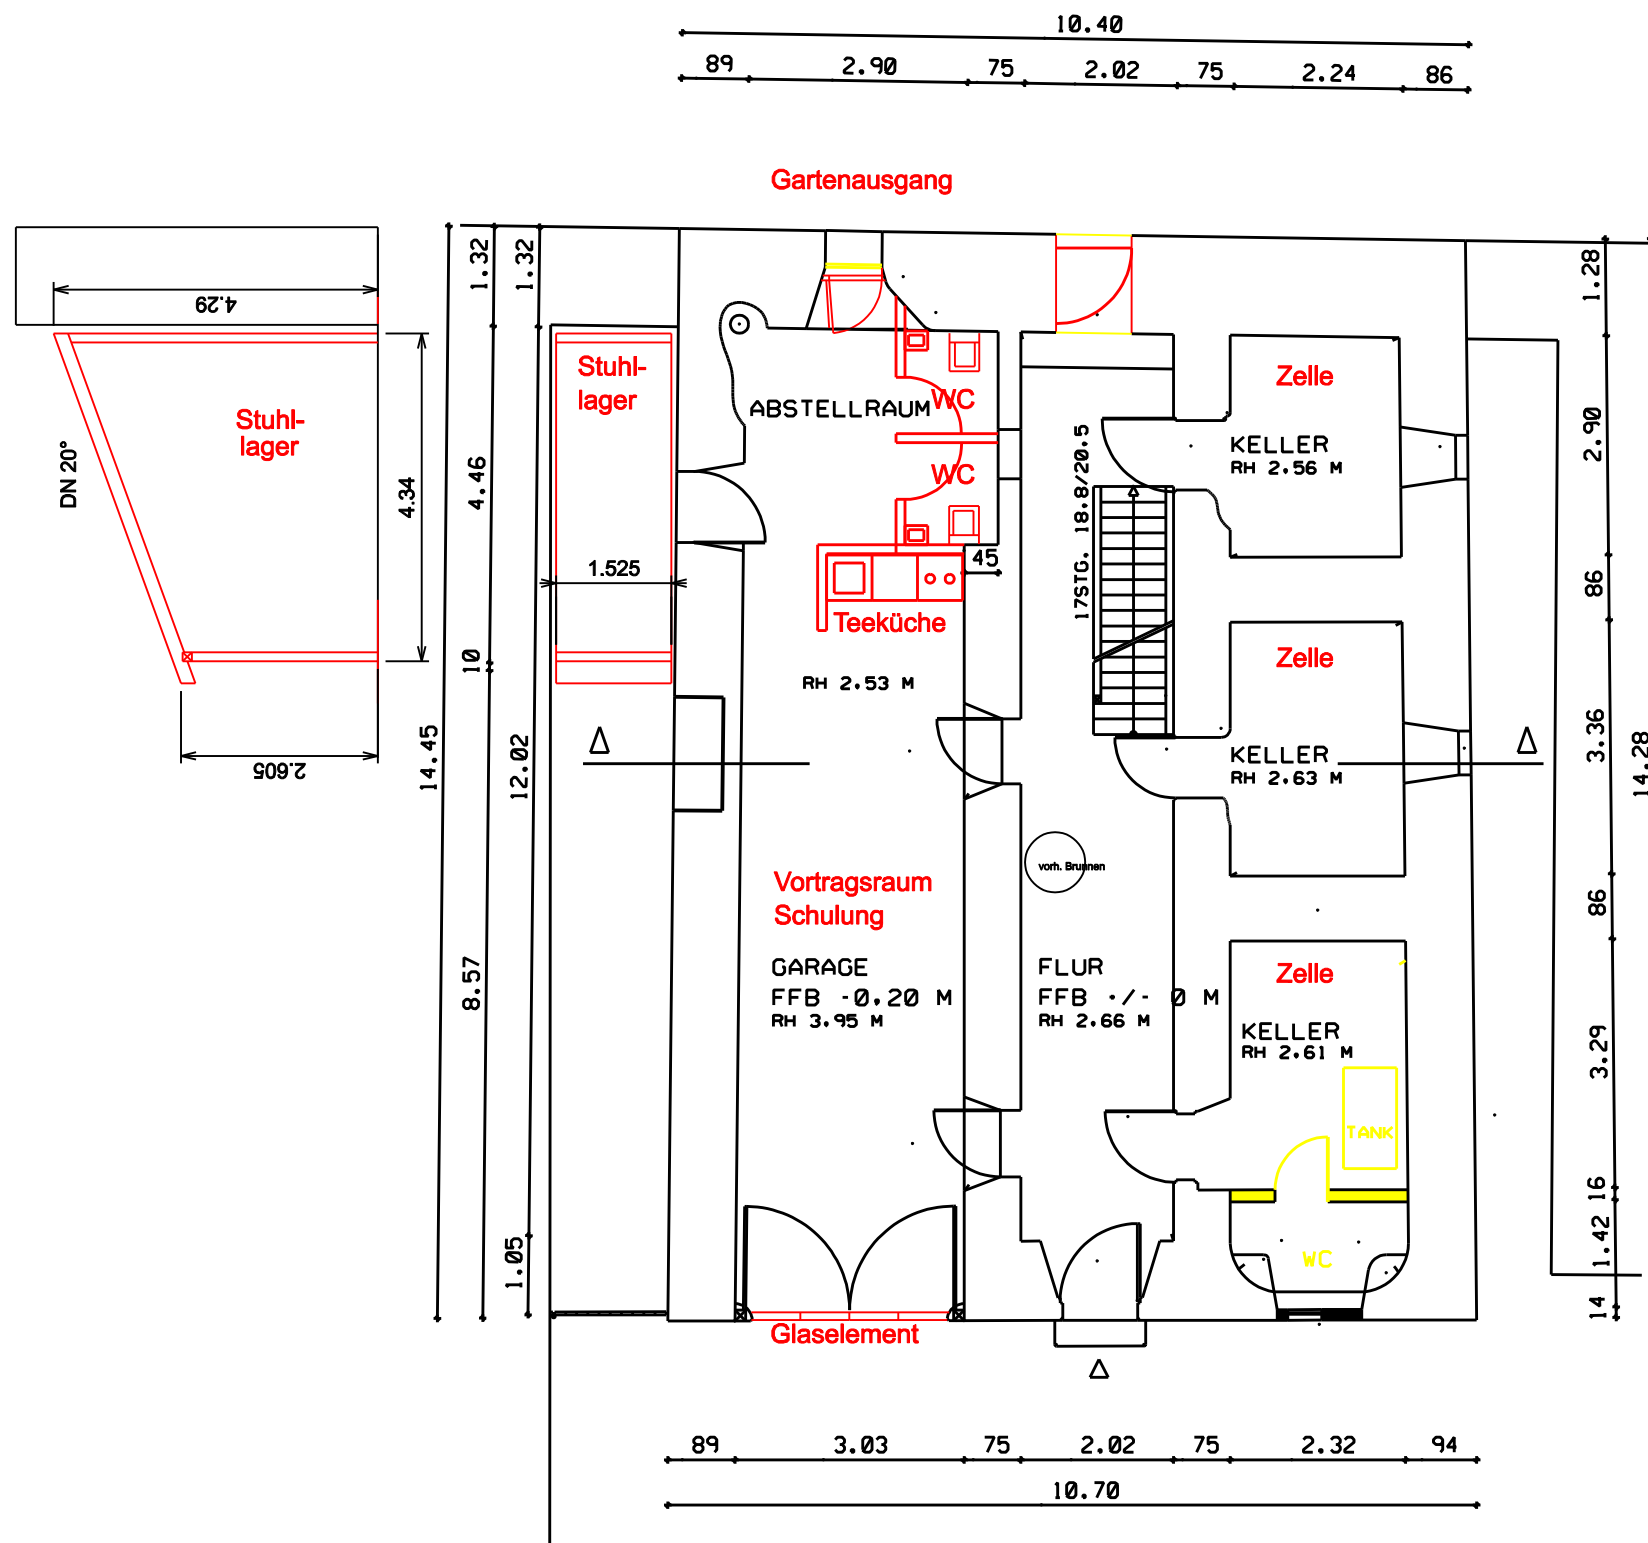 10.40
89 2.90 75 2.02 75 2.24 86
Gartenausgang
1.32
1.32
1.28
4.29
Stuhl-
lager
Stuhl-
lager
DN 20°
4.34
2.605
1.525
4.46
10
14.45
12.02
8.57
1.05
ABSTELLRAUM
WC
WC
45
Teeküche
RH 2.53 M
17STG. 18.8/20.5
Zelle
KELLER
RH 2.56 M
Zelle
KELLER
RH 2.63 M
vorh. Brunnen
Vortragsraum
Schulung
GARAGE
FFB -0.20 M
RH 3.95 M
FLUR
FFB +/- 0 M
RH 2.66 M
Zelle
KELLER
RH 2.61 M
TANK
WC
Glaselement
2.90
86
3.36
14.28
86
3.29
16
1.42
14
89 3.03 75 2.02 75 2.32 94
10.70